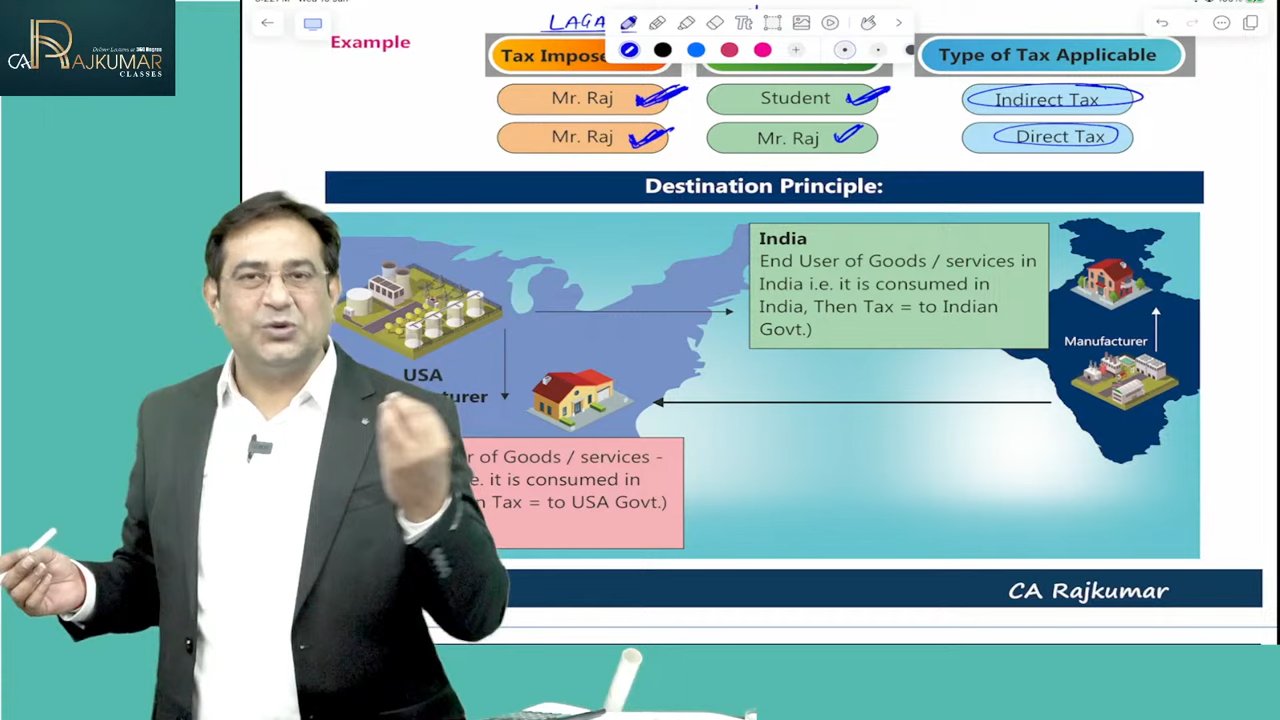 Deliver Lectures at 360 Degree
CA RAJKUMAR
CLASSES
LAGA
Example
Tax Impose
Type of Tax Applicable
Mr. Raj Student Indirect Tax
Mr. Raj Mr. Raj Direct Tax
Destination Principle:
India
End User of Goods / services in
India i.e. it is consumed in
India, Then Tax = to Indian
Govt.)
Manufacturer
USA
turer
r of Goods / services -
e. it is consumed in
n Tax = to USA Govt.)
CA Rajkumar